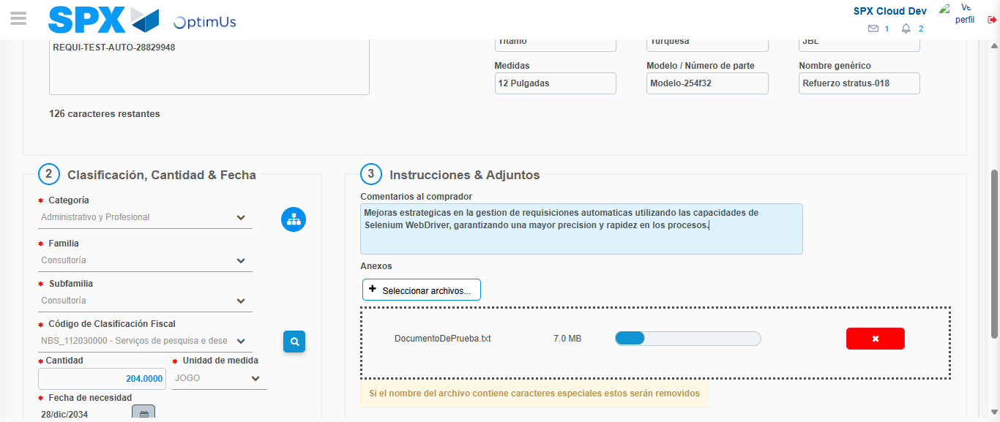 SPX
OptimUs
SPX Cloud Dev
1
2
Ve
perfil
REQUI-TEST-AUTO-28829948
126 caracteres restantes
Titanio
Turquesa
JBL
Medidas
Modelo / Número de parte
Nombre genérico
12 Pulgadas
Modelo-254f32
Refuerzo stratus-018
2 Clasificación, Cantidad & Fecha
* Categoría
Administrativo y Profesional
* Familia
Consultoría
* Subfamilia
Consultoría
* Código de Clasificación Fiscal
NBS_112030000 - Serviços de pesquisa e dese
* Cantidad
* Unidad de medida
204.0000
JOGO
* Fecha de necesidad
28/dic/2034
3 Instrucciones & Adjuntos
Comentarios al comprador
Mejoras estrategicas en la gestion de requisiciones automaticas utilizando las capacidades de
Selenium WebDriver, garantizando una mayor precision y rapidez en los procesos.
Anexos
+ Seleccionar archivos...
DocumentoDePrueba.txt
7.0 MB
Si el nombre del archivo contiene caracteres especiales estos serán removidos